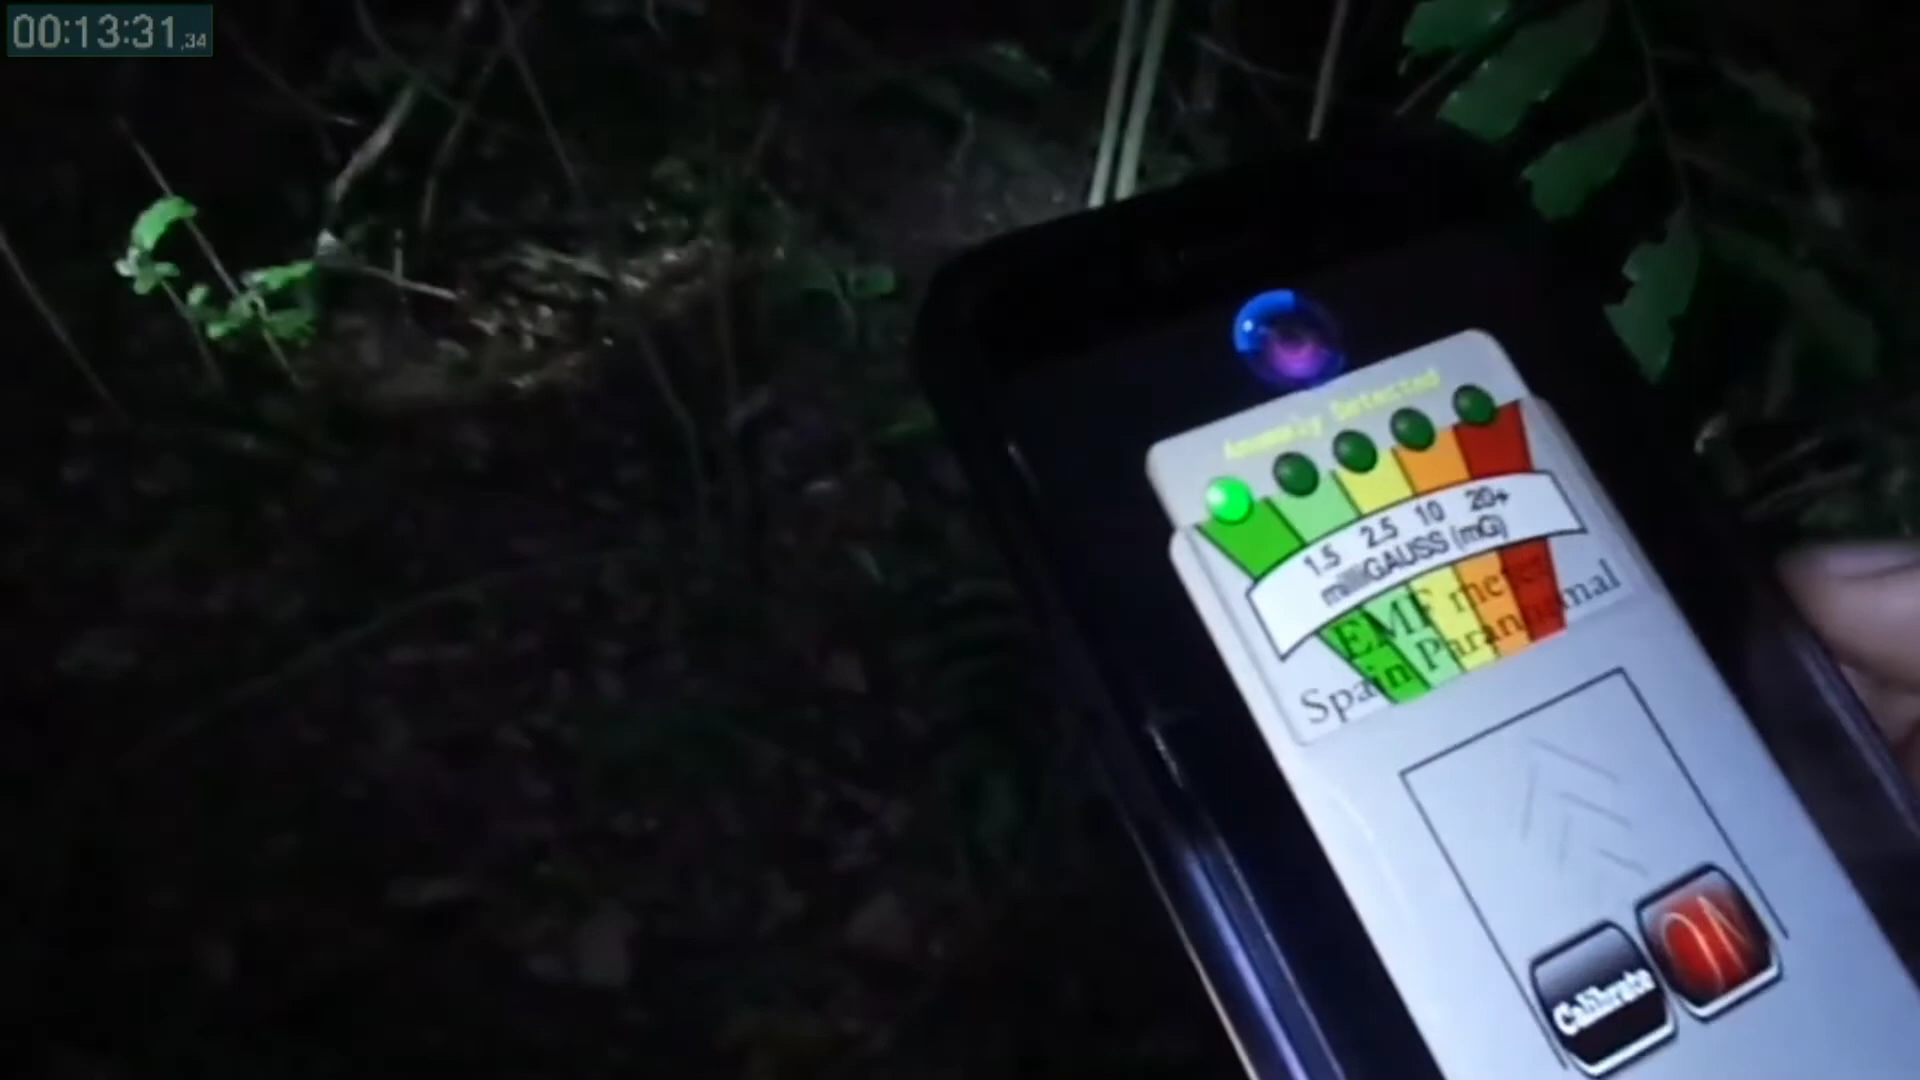 00:13:31,34
Anomaly Detected
1.5 2.5 10 20+
milliGAUSS (mG)
EMF meter
Spain Paranormal
Calibrate
ON